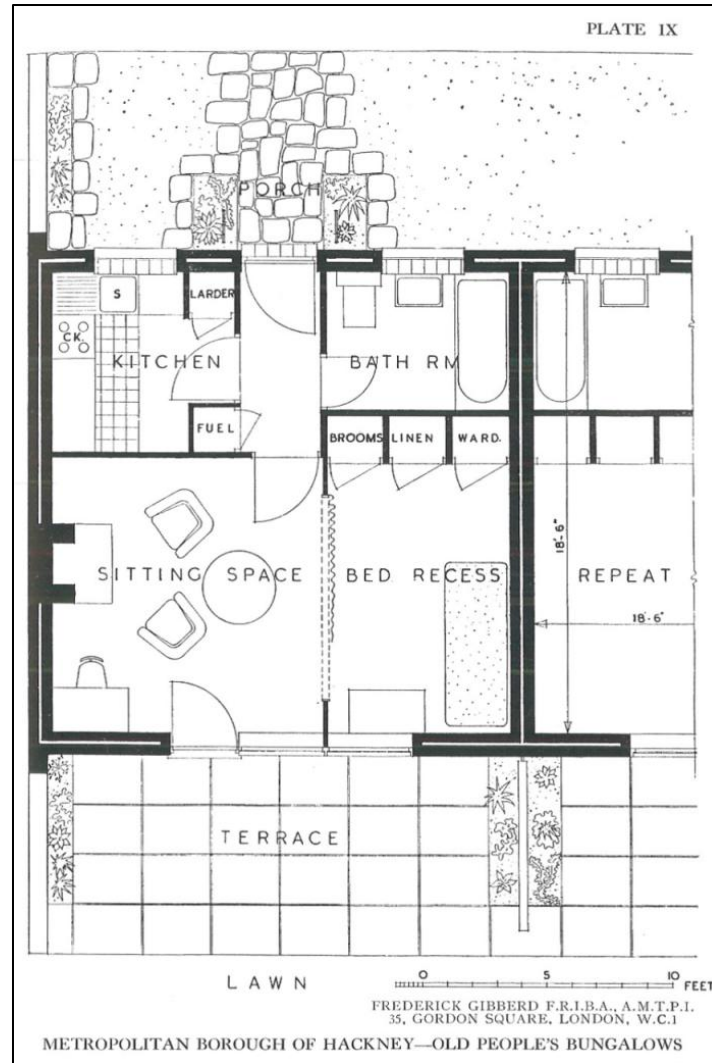 PLATE IX
PORCH
S
LARDER
CK.
KITCHEN
BATH RM
FUEL
BROOMS
LINEN
WARD.
18'-6"
SITTING SPACE
BED RECESS
REPEAT
18'-6"
TERRACE
LAWN
0 5 10 FEET
FREDERICK GIBBERD F.R.I.B.A., A.M.T.P.I.
35, GORDON SQUARE, LONDON, W.C.1
METROPOLITAN BOROUGH OF HACKNEY—OLD PEOPLE'S BUNGALOWS